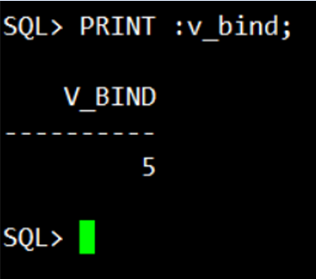 SQL> PRINT :v_bind;
V_BIND
----------
5
SQL>